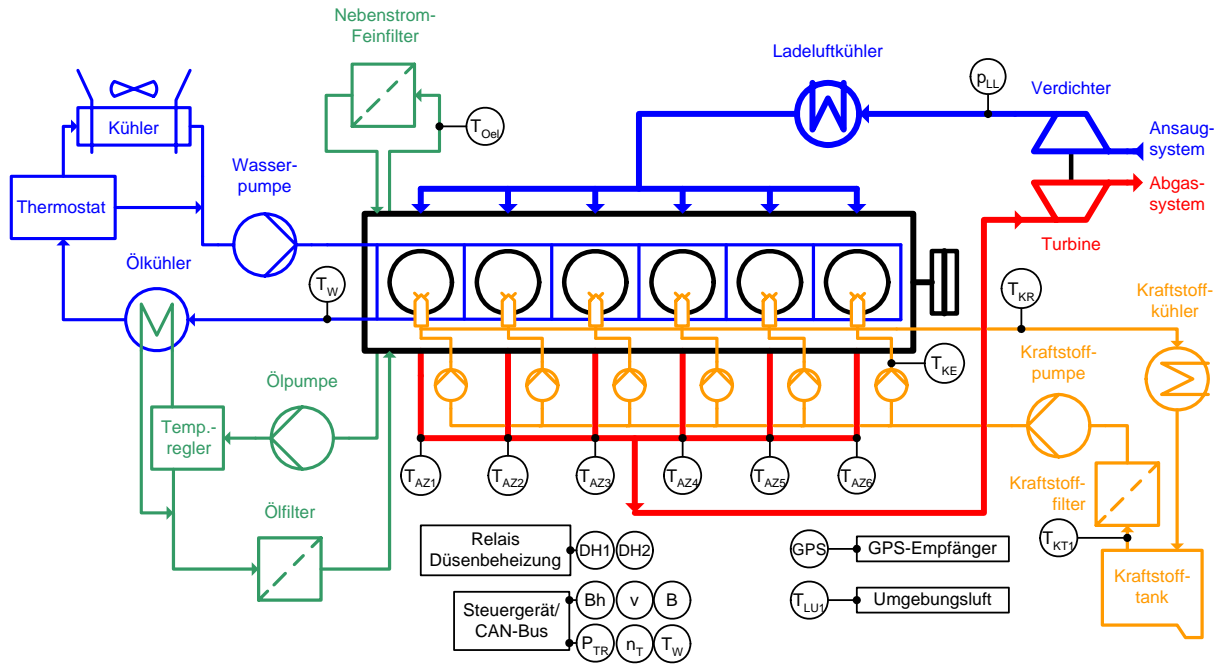 Nebenstrom-
Feinfilter
Ladeluftkühler
pLL
Verdichter
Kühler
TOel
Ansaug-
system
Wasser-
pumpe
Thermostat
Abgas-
system
Turbine
Ölkühler
TW
TKR
Kraftstoff-
kühler
TKE
Kraftstoff-
pumpe
Ölpumpe
Temp.-
regler
TAZ1
TAZ2
TAZ3
TAZ4
TAZ5
TAZ6
Kraftstoff-
filter
Ölfilter
Relais
Düsenbeheizung
DH1
DH2
GPS
GPS-Empfänger
TKT1
Kraftstoff-
tank
Steuergerät/
CAN-Bus
Bh
v
B
PTR
nT
TW
TLU1
Umgebungsluft